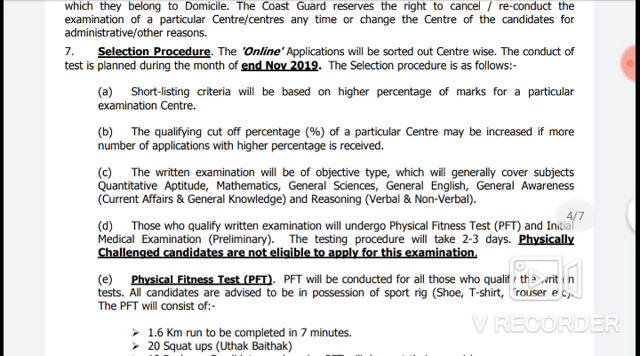 which they belong to Domicile. The Coast Guard reserves the right to cancel / re-conduct the
examination of a particular Centre/centres any time or change the Centre of the candidates for
administrative/other reasons.
7. Selection Procedure. The 'Online' Applications will be sorted out Centre wise. The conduct of
test is planned during the month of end Nov 2019. The Selection procedure is as follows:-
(a) Short-listing criteria will be based on higher percentage of marks for a particular
examination Centre.
(b) The qualifying cut off percentage (%) of a particular Centre may be increased if more
number of applications with higher percentage is received.
(c) The written examination will be of objective type, which will generally cover subjects
Quantitative Aptitude, Mathematics, General Sciences, General English, General Awareness
(Current Affairs & General Knowledge) and Reasoning (Verbal & Non-Verbal).
4/7
(d) Those who qualify written examination will undergo Physical Fitness Test (PFT) and Initial
Medical Examination (Preliminary). The testing procedure will take 2-3 days. Physically
Challenged candidates are not eligible to apply for this examination.
(e) Physical Fitness Test (PFT). PFT will be conducted for all those who qualify the written
tests. All candidates are advised to be in possession of sport rig (Shoe, T-shirt, Trouser etc).
The PFT will consist of:-
V RECORDER
➢ 1.6 Km run to be completed in 7 minutes.
➢ 20 Squat ups (Uthak Baithak)